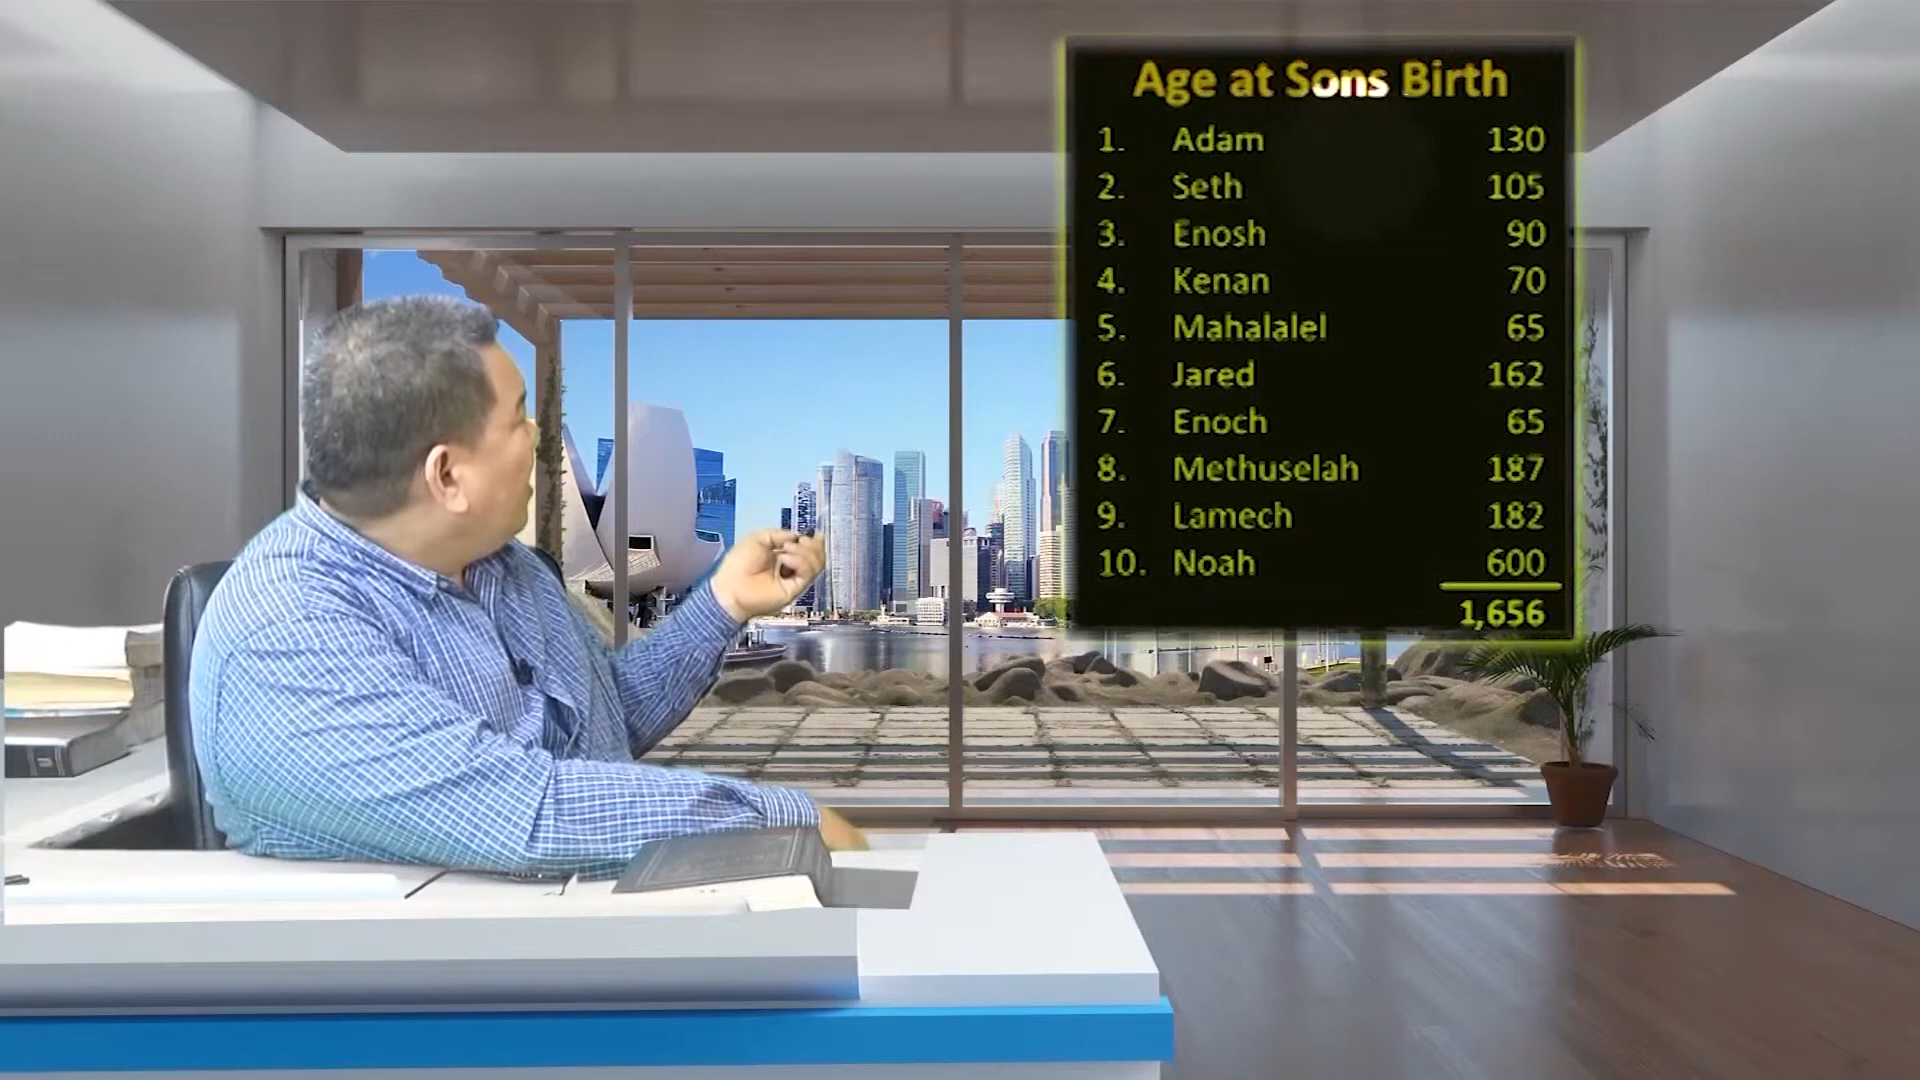 Age at Sons Birth
1. Adam 130
2. Seth 105
3. Enosh 90
4. Kenan 70
5. Mahalalel 65
6. Jared 162
7. Enoch 65
8. Methuselah 187
9. Lamech 182
10. Noah 600
1,656